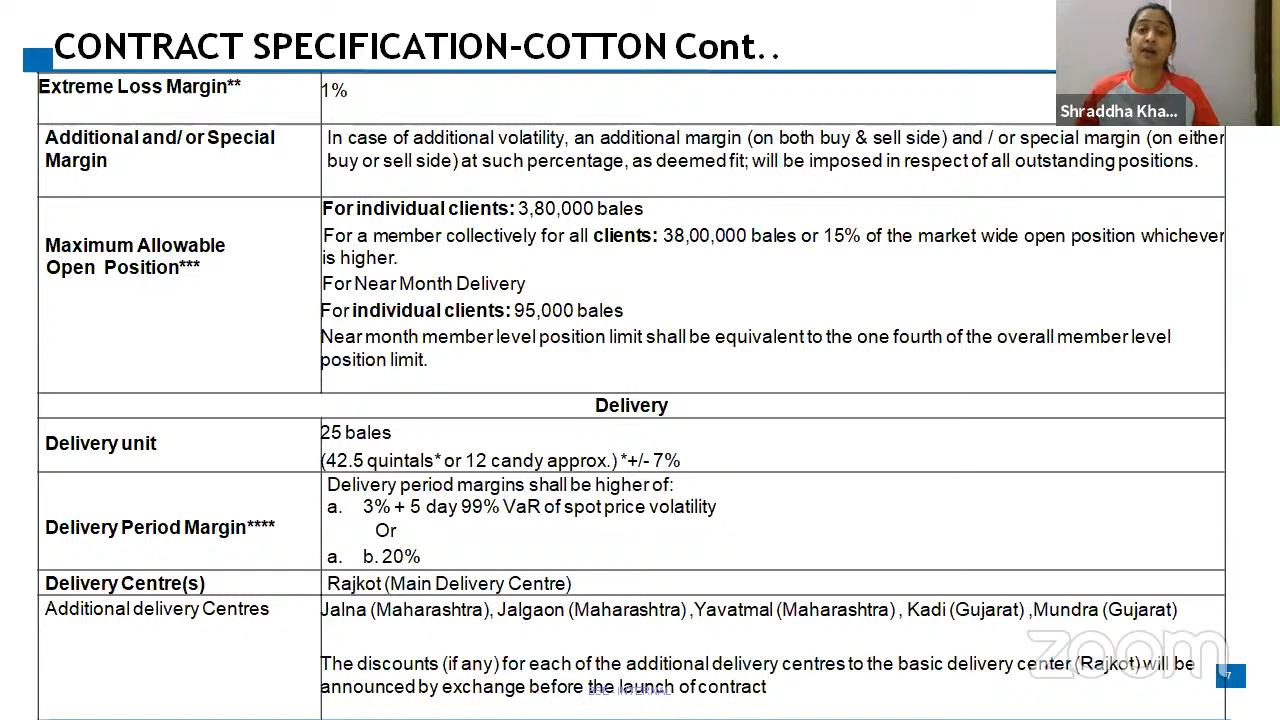 CONTRACT SPECIFICATION-COTTON Cont..
Shraddha Kha...
Extreme Loss Margin**
1%
Additional and/ or Special
Margin
In case of additional volatility, an additional margin (on both buy & sell side) and / or special margin (on either
buy or sell side) at such percentage, as deemed fit; will be imposed in respect of all outstanding positions.
Maximum Allowable
Open Position***
For individual clients: 3,80,000 bales
For a member collectively for all clients: 38,00,000 bales or 15% of the market wide open position whichever
is higher.
For Near Month Delivery
For individual clients: 95,000 bales
Near month member level position limit shall be equivalent to the one fourth of the overall member level
position limit.
Delivery
Delivery unit
25 bales
(42.5 quintals* or 12 candy approx.) *+/- 7%
Delivery Period Margin****
Delivery period margins shall be higher of:
a. 3% + 5 day 99% VaR of spot price volatility
Or
a. b. 20%
Delivery Centre(s)
Rajkot (Main Delivery Centre)
Additional delivery Centres
Jalna (Maharashtra), Jalgaon (Maharashtra) ,Yavatmal (Maharashtra) , Kadi (Gujarat) ,Mundra (Gujarat)
The discounts (if any) for each of the additional delivery centres to the basic delivery center (Rajkot) will be
announced by exchange before the launch of contract
zoom
7
BSE - INTERNAL